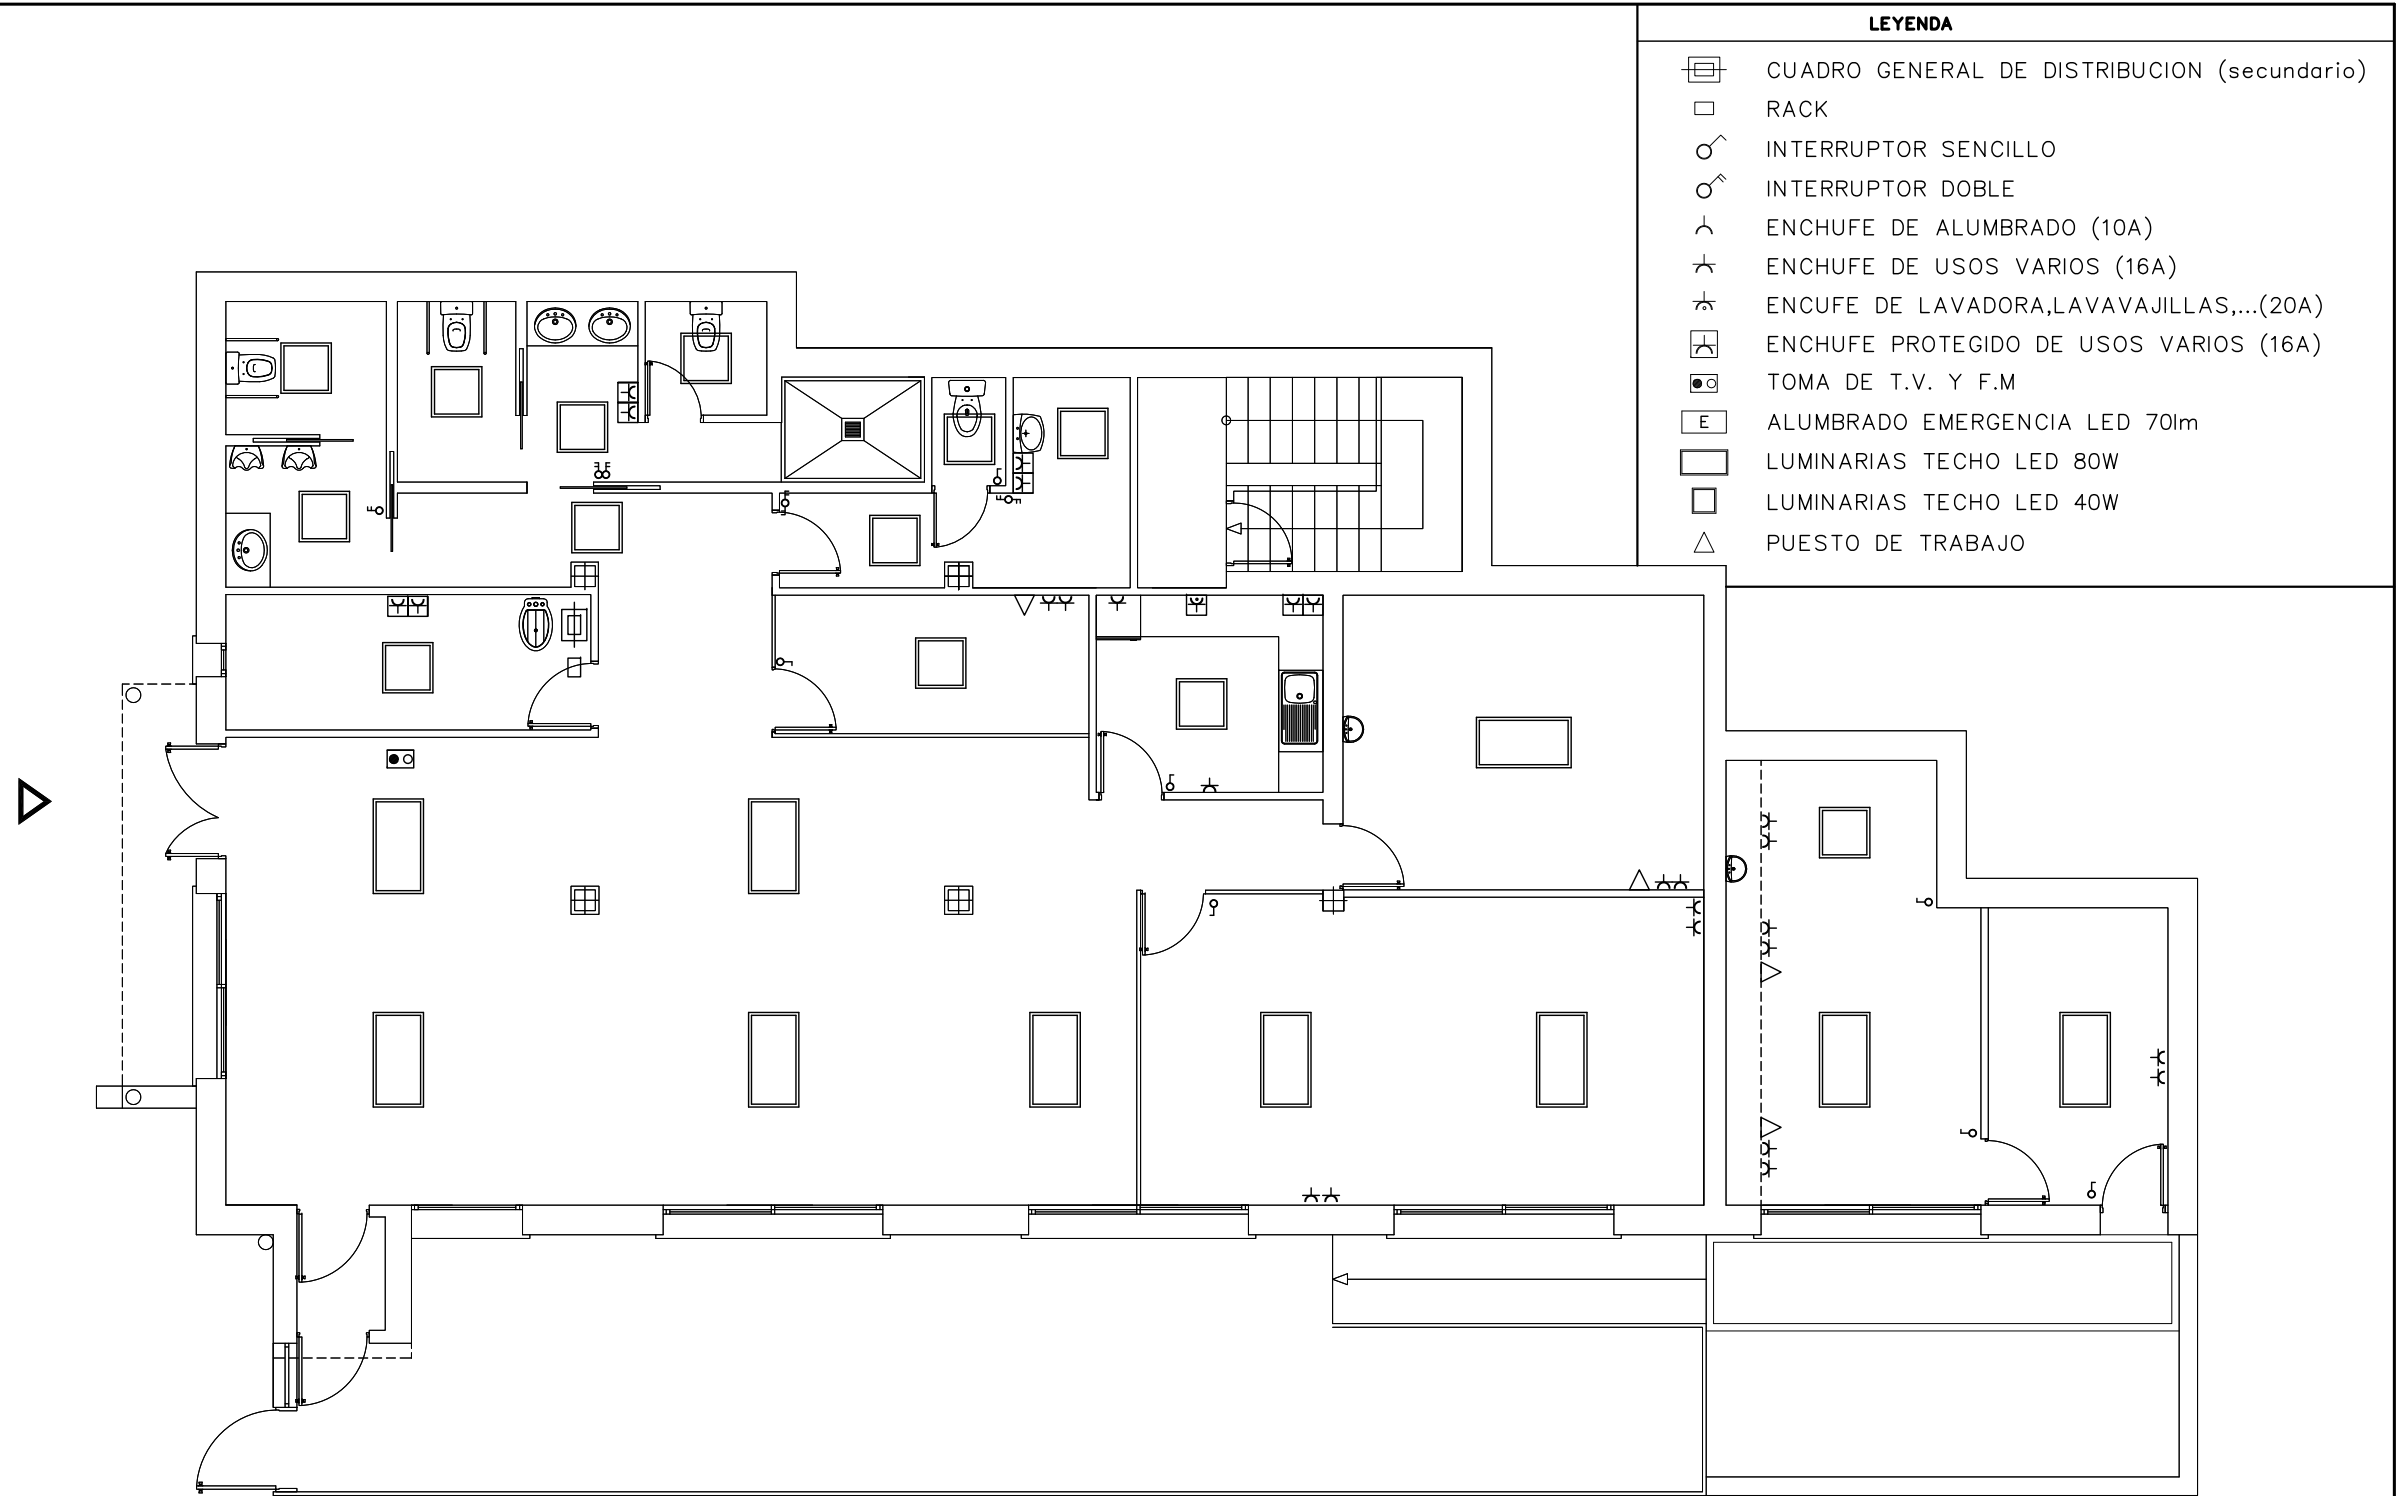 LEYENDA
CUADRO GENERAL DE DISTRIBUCION (secundario)
RACK
INTERRUPTOR SENCILLO
INTERRUPTOR DOBLE
ENCHUFE DE ALUMBRADO (10A)
ENCHUFE DE USOS VARIOS (16A)
ENCUFE DE LAVADORA,LAVAVAJILLAS,...(20A)
ENCHUFE PROTEGIDO DE USOS VARIOS (16A)
TOMA DE T.V. Y F.M
E ALUMBRADO EMERGENCIA LED 70lm
LUMINARIAS TECHO LED 80W
LUMINARIAS TECHO LED 40W
PUESTO DE TRABAJO